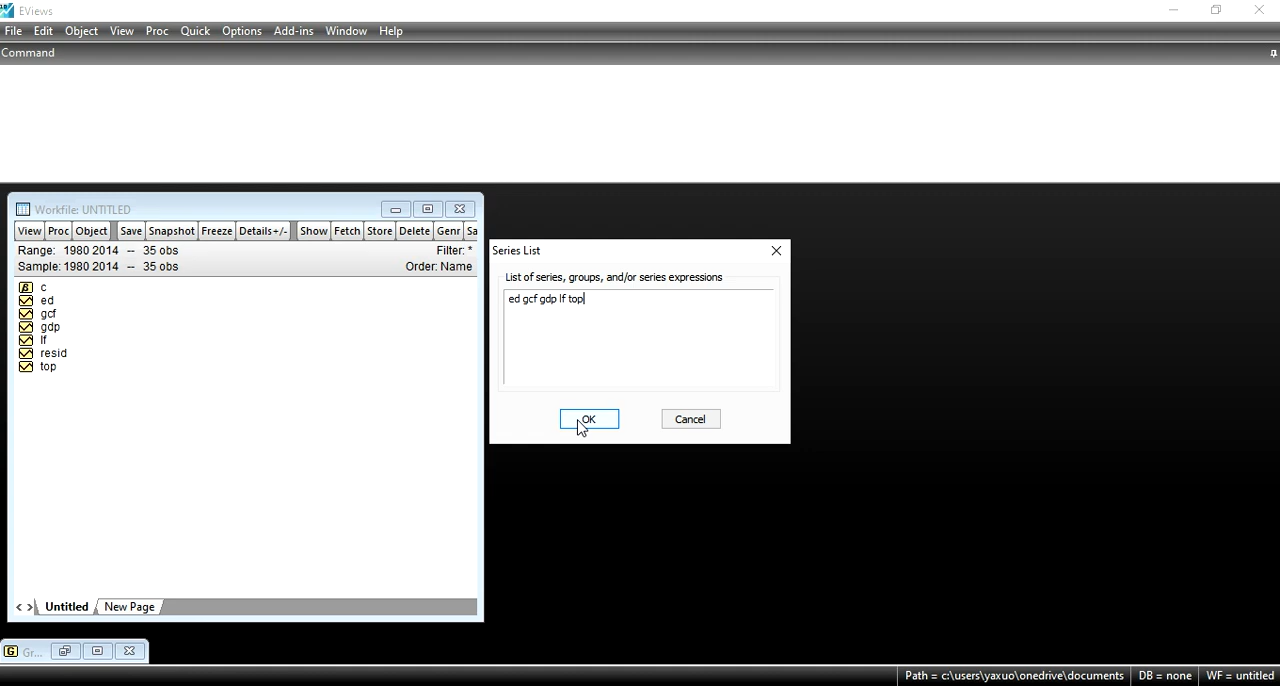 EViews
File Edit Object View Proc Quick Options Add-ins Window Help
Command
Workfile: UNTITLED
View Proc Object Save Snapshot Freeze Details+/- Show Fetch Store Delete Genr Sa
Range: 1980 2014 -- 35 obs Filter: *
Sample: 1980 2014 -- 35 obs Order: Name
c
ed
gcf
gdp
lf
resid
top
Series List
List of series, groups, and/or series expressions
ed gcf gdp lf top
OK Cancel
< > Untitled New Page
G Gr...
Path = c:\users\yaxuo\onedrive\documents DB = none WF = untitled